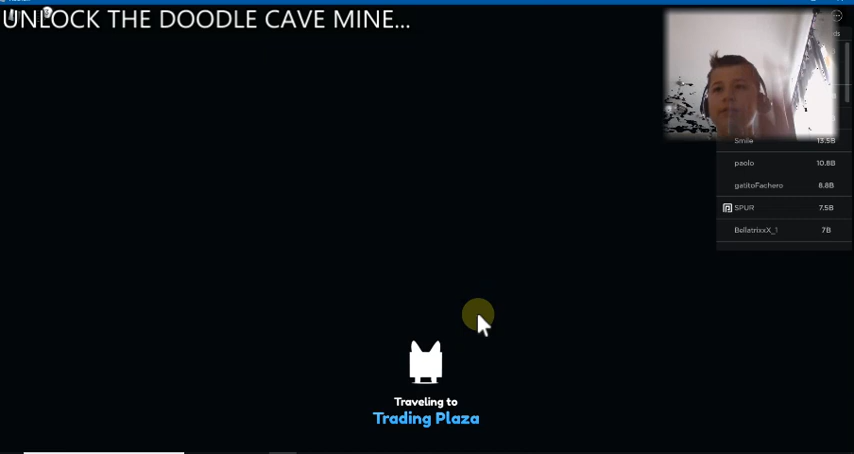 UNLOCK THE DOODLE CAVE MINE...
Smile 13.5B
paolo 10.8B
gatitoFachero 8.8B
SPUR 7.5B
BellatrixxX_1 7B
Traveling to
Trading Plaza